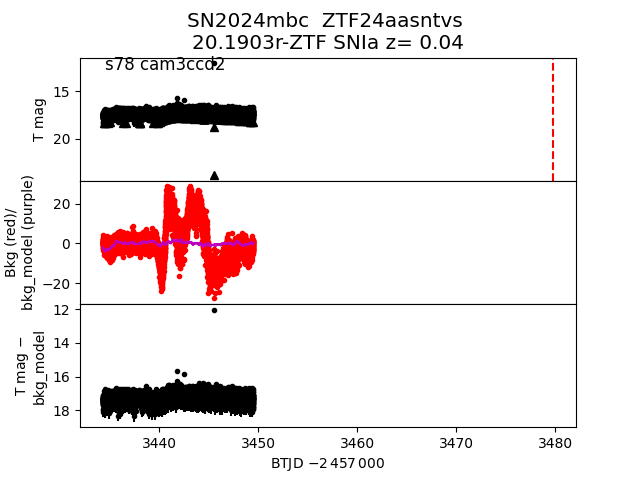 SN2024mbc  ZTF24aasntvs
20.1903r-ZTF SNIa z= 0.04
s78 cam3ccd2
T mag
15
20
Bkg (red)/
bkg_model (purple)
20
0
−20
T mag −
bkg_model
12
14
16
18
3440
3450
3460
3470
3480
BTJD −2 457 000